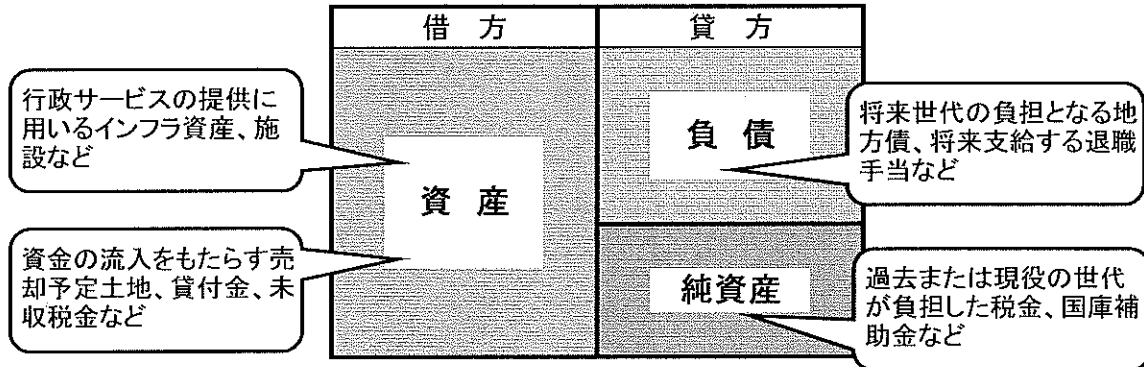 借方
貸方
行政サービスの提供に
用いるインフラ資産、施
設など
資産
資金の流入をもたらす売
却予定土地、貸付金、未
収税金など
負債
将来世代の負担となる地
方債、将来支給する退職
手当など
純資産
過去または現役の世代
が負担した税金、国庫補
助金など